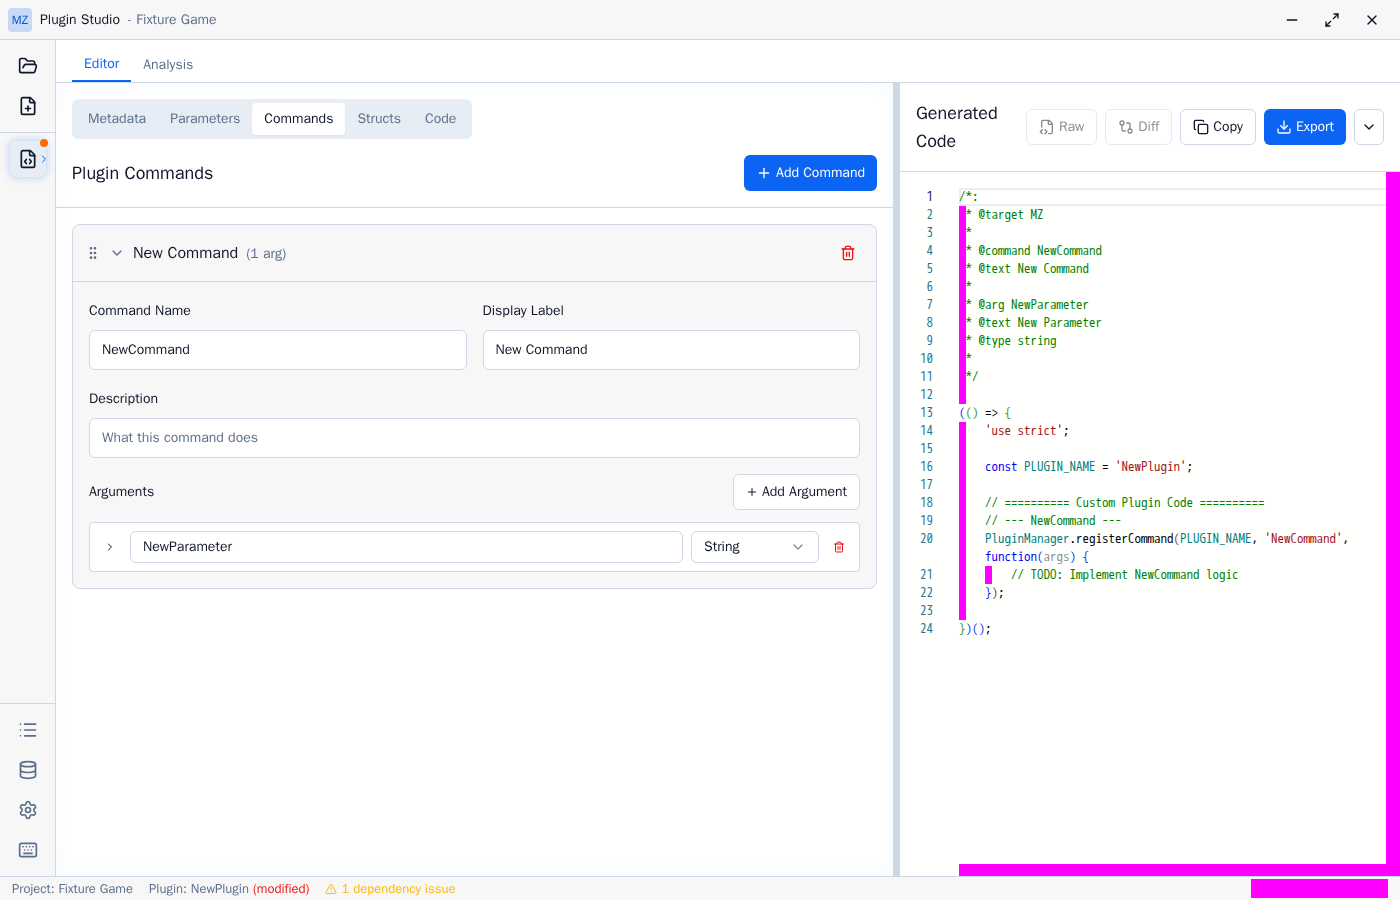 MZ Plugin Studio - Fixture Game
Editor Analysis
Metadata Parameters Commands Structs Code
Plugin Commands
Add Command
New Command (1 arg)
Command Name Display Label
NewCommand New Command
Description
What this command does
Arguments
Add Argument
NewParameter String
Generated
Code
Raw Diff Copy Export
1 /*:
2 * @target MZ
3 *
4 * @command NewCommand
5 * @text New Command
6 *
7 * @arg NewParameter
8 * @text New Parameter
9 * @type string
10 *
11 */
12
13 (() => {
14 'use strict';
15
16 const PLUGIN_NAME = 'NewPlugin';
17
18 // ========== Custom Plugin Code ==========
19 // --- NewCommand ---
20 PluginManager.registerCommand(PLUGIN_NAME, 'NewCommand',
function(args) {
21 // TODO: Implement NewCommand logic
22 });
23
24 })();
Project: Fixture Game Plugin: NewPlugin (modified) 1 dependency issue